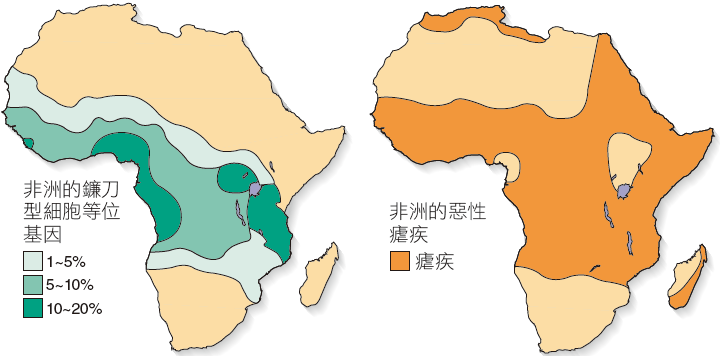 非洲的鐮刀
型細胞等位
基因
1~5%
5~10%
10~20%
非洲的惡性
瘧疾
瘧疾